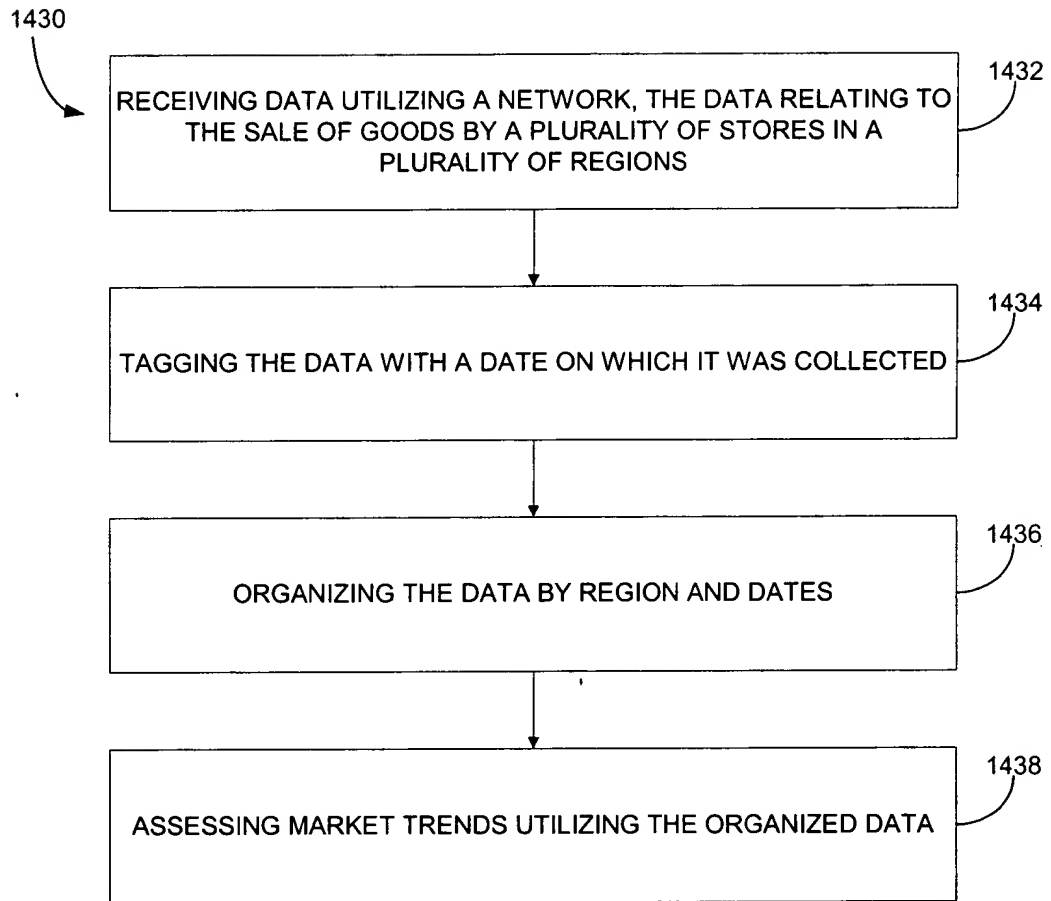 1430
1432
RECEIVING DATA UTILIZING A NETWORK, THE DATA RELATING TO
THE SALE OF GOODS BY A PLURALITY OF STORES IN A
PLURALITY OF REGIONS
1434
TAGGING THE DATA WITH A DATE ON WHICH IT WAS COLLECTED
1436
ORGANIZING THE DATA BY REGION AND DATES
1438
ASSESSING MARKET TRENDS UTILIZING THE ORGANIZED DATA